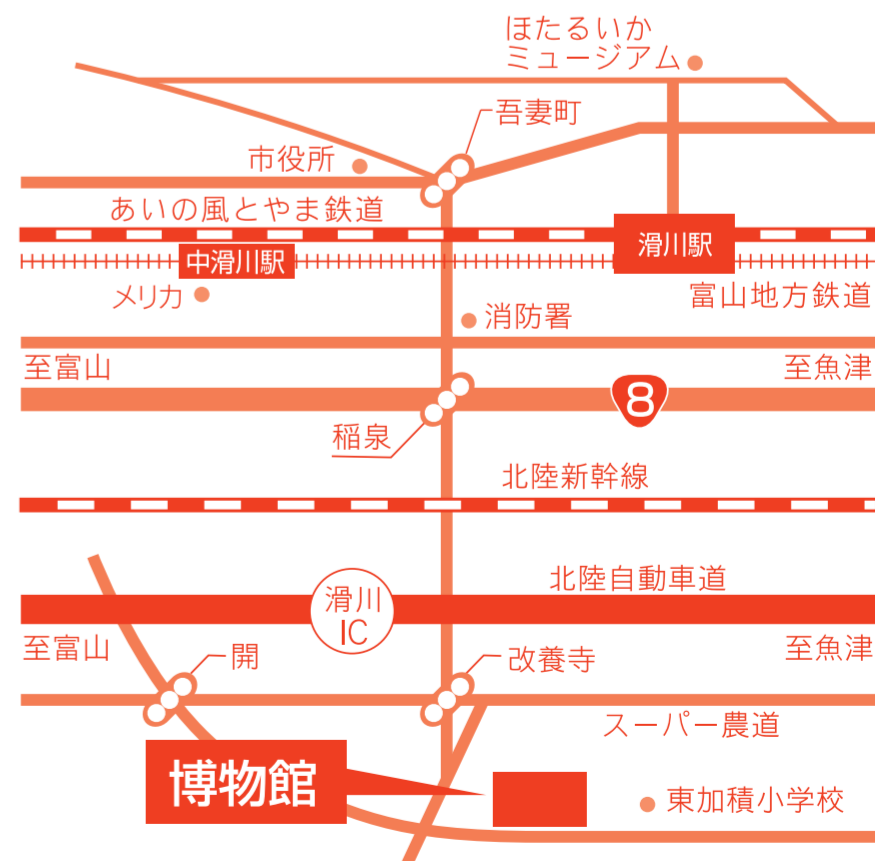 ほたるいか
ミュージアム
吾妻町
市役所
あいの風とやま鉄道
滑川駅
中滑川駅
メリカ
富山地方鉄道
消防署
至富山
至魚津
8
稲泉
北陸新幹線
北陸自動車道
滑川
IC
至富山
至魚津
開
改養寺
スーパー農道
博物館
東加積小学校